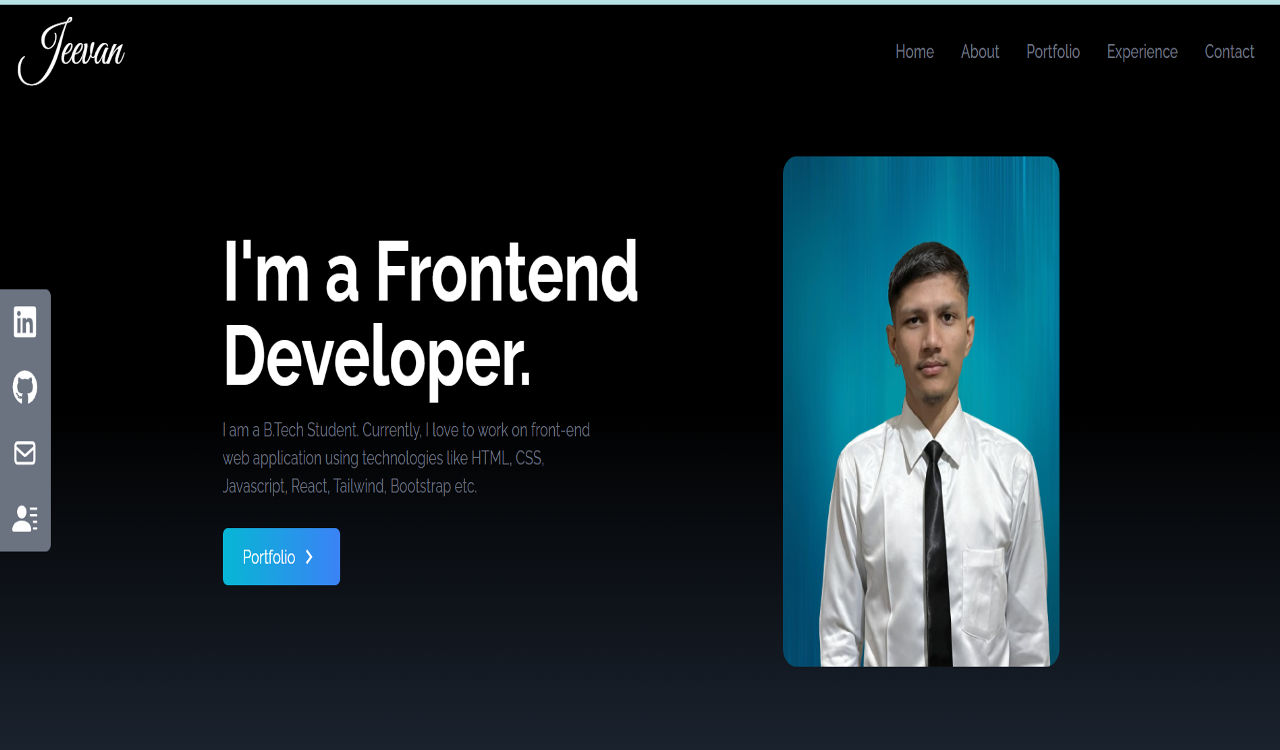 Jeevan
Home About Portfolio Experience Contact
I'm a Frontend
Developer.
I am a B.Tech Student. Currently, I love to work on front-end
web application using technologies like HTML, CSS,
Javascript, React, Tailwind, Bootstrap etc.
in
Portfolio